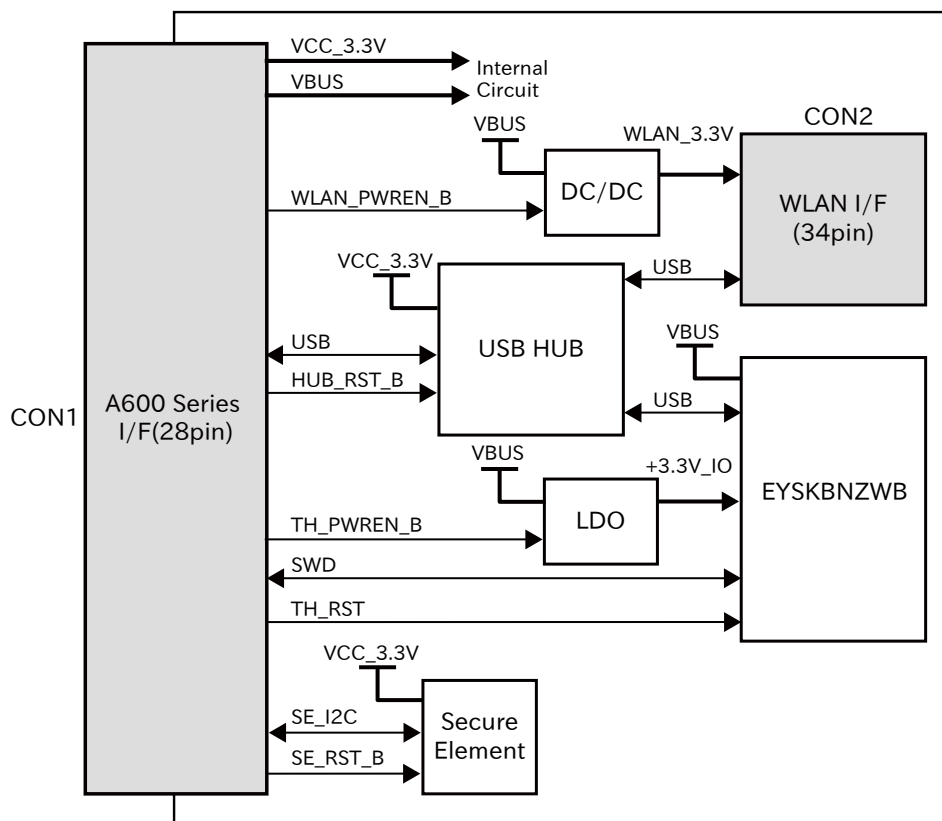 VCC_3.3V
VBUS
Internal
Circuit
VBUS
WLAN_3.3V
CON2
DC/DC
WLAN_PWREN_B
WLAN I/F
(34pin)
VCC_3.3V
USB
USB HUB
USB
HUB_RST_B
VBUS
USB
CON1
A600 Series
I/F(28pin)
VBUS
+3.3V_IO
LDO
EYSKBNZWB
TH_PWREN_B
SWD
TH_RST
VCC_3.3V
SE_I2C
SE_RST_B
Secure
Element